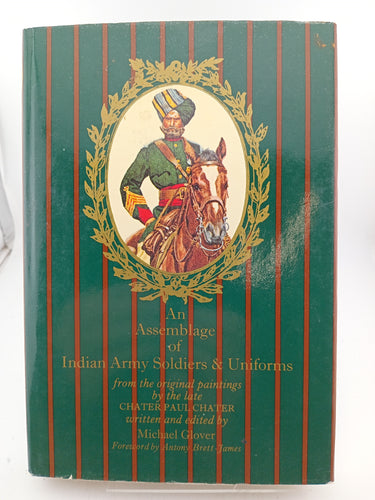 An
Assemblage
of
Indian Army Soldiers & Uniforms
from the original paintings
by the late
CHATER PAUL CHATER
written and edited by
Michael Glover
Foreword by Antony Brett-James